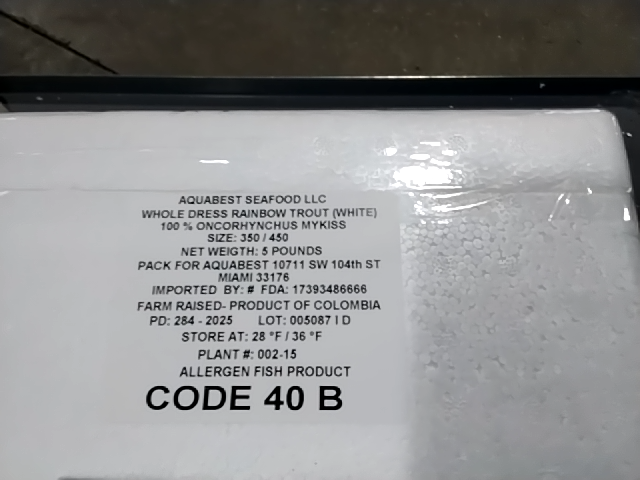 AQUABEST SEAFOOD LLC
WHOLE DRESS RAINBOW TROUT (WHITE)
100 % ONCORHYNCHUS MYKISS
SIZE: 350 / 450
NET WEIGTH: 5 POUNDS
PACK FOR AQUABEST 10711 SW 104th ST
MIAMI 33176
IMPORTED BY: # FDA: 17393486666
FARM RAISED- PRODUCT OF COLOMBIA
PD: 284 - 2025 LOT: 005087 I D
STORE AT: 28 °F / 36 °F
PLANT #: 002-15
ALLERGEN FISH PRODUCT
CODE 40 B